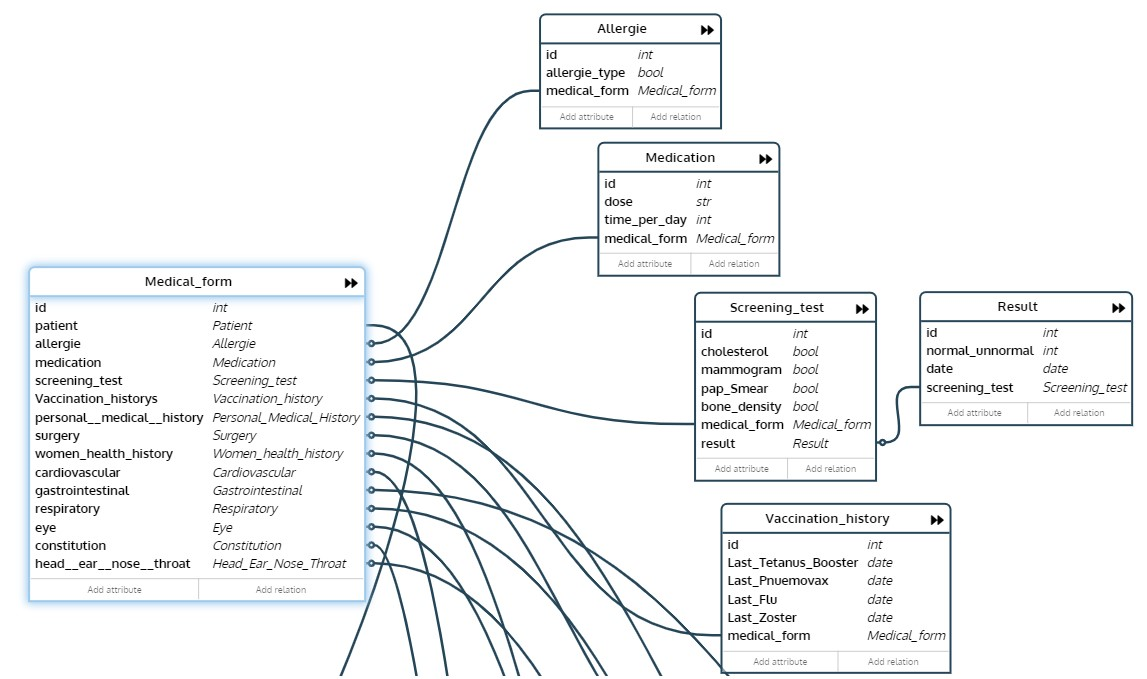 Allergie
id int
allergie_type bool
medical_form Medical_form
Add attribute Add relation
Medication
id int
dose str
time_per_day int
medical_form Medical_form
Add attribute Add relation
Medical_form
id int
patient Patient
allergie Allergie
medication Medication
screening_test Screening_test
Vaccination_historys Vaccination_history
personal__medical__history Personal_Medical_History
surgery Surgery
women_health_history Women_health_history
cardiovascular Cardiovascular
gastrointestinal Gastrointestinal
respiratory Respiratory
eye Eye
constitution Constitution
head__ear__nose__throat Head_Ear_Nose_Throat
Add attribute Add relation
Screening_test
id int
cholesterol bool
mammogram bool
pap_Smear bool
bone_density bool
medical_form Medical_form
result Result
Add attribute Add relation
Result
id int
normal_unnormal int
date date
screening_test Screening_test
Add attribute Add relation
Vaccination_history
id int
Last_Tetanus_Booster date
Last_Pnuemovax date
Last_Flu date
Last_Zoster date
medical_form Medical_form
Add attribute Add relation